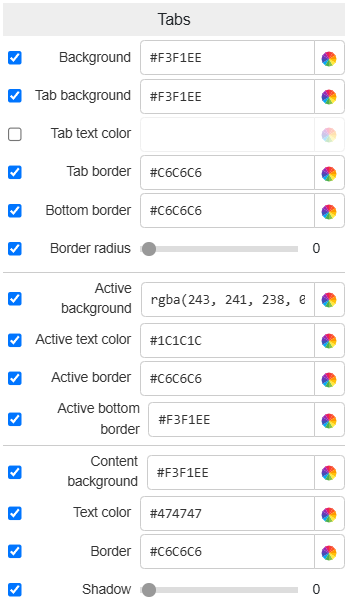 Tabs
Background #F3F1EE
Tab background #F3F1EE
Tab text color
Tab border #C6C6C6
Bottom border #C6C6C6
Border radius 0
Active
background rgba(243, 241, 238, 0
Active text color #1C1C1C
Active border #C6C6C6
Active bottom
border #F3F1EE
Content
background #F3F1EE
Text color #474747
Border #C6C6C6
Shadow 0